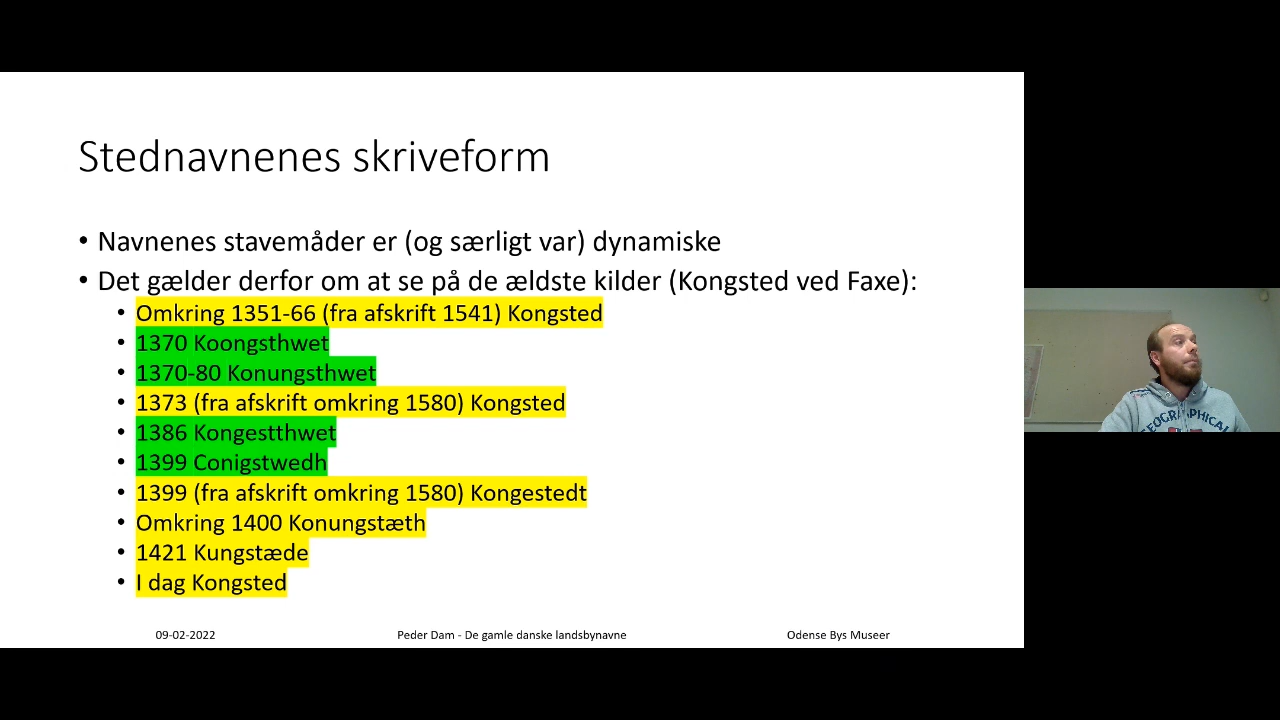 Stednavnenes skriveform
• Navnenes stavemåder er (og særligt var) dynamiske
• Det gælder derfor om at se på de ældste kilder (Kongsted ved Faxe):
• Omkring 1351-66 (fra afskrift 1541) Kongsted
• 1370 Koongsthwet
• 1370-80 Konungsthwet
• 1373 (fra afskrift omkring 1580) Kongsted
• 1386 Kongestthwet
• 1399 Conigstwedh
• 1399 (fra afskrift omkring 1580) Kongestedt
• Omkring 1400 Konungstæth
• 1421 Kungstæde
• I dag Kongsted
09-02-2022 Peder Dam - De gamle danske landsbynavne Odense Bys Museer